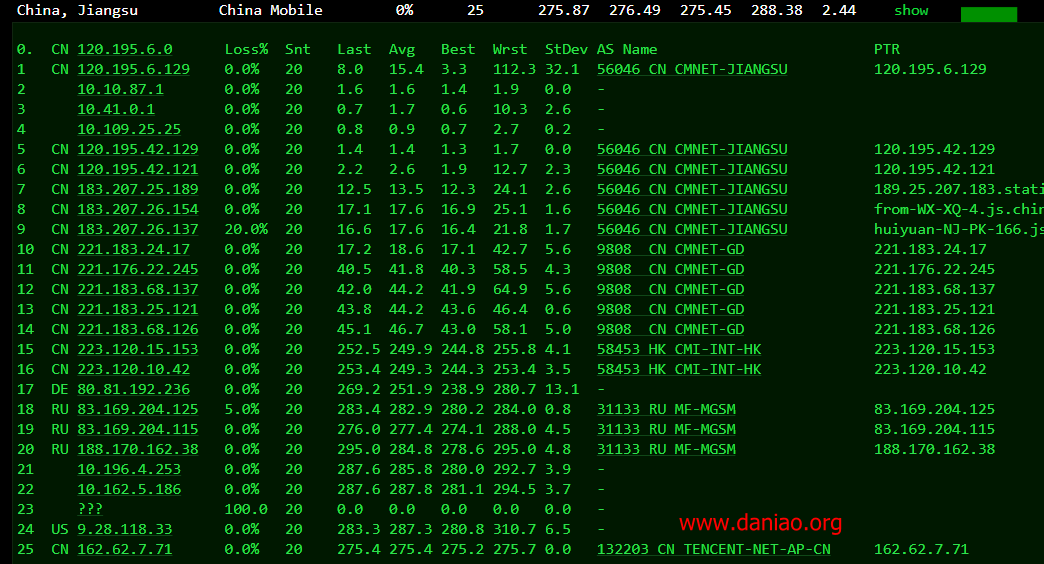 China, Jiangsu China Mobile 0% 25 275.87 276.49 275.45 288.38 2.44 show
0. CN 120.195.6.0 Loss% Snt Last Avg Best Wrst StDev AS Name PTR
1 CN 120.195.6.129 0.0% 20 8.0 15.4 3.3 112.3 32.1 56046 CN CMNET-JIANGSU 120.195.6.129
2 10.10.87.1 0.0% 20 1.6 1.6 1.4 1.9 0.0 -
3 10.41.0.1 0.0% 20 0.7 1.7 0.6 10.3 2.6 -
4 10.109.25.25 0.0% 20 0.8 0.9 0.7 2.7 0.2 -
5 CN 120.195.42.129 0.0% 20 1.4 1.4 1.3 1.7 0.0 56046 CN CMNET-JIANGSU 120.195.42.129
6 CN 120.195.42.121 0.0% 20 2.2 2.6 1.9 12.7 2.3 56046 CN CMNET-JIANGSU 120.195.42.121
7 CN 183.207.25.189 0.0% 20 12.5 13.5 12.3 24.1 2.6 56046 CN CMNET-JIANGSU 189.25.207.183.stati
8 CN 183.207.26.154 0.0% 20 17.1 17.6 16.9 25.1 1.6 56046 CN CMNET-JIANGSU from-WX-XQ-4.js.chin
9 CN 183.207.26.137 20.0% 20 16.6 17.6 16.4 21.8 1.7 56046 CN CMNET-JIANGSU huiyuan-NJ-PK-166.js
10 CN 221.183.24.17 0.0% 20 17.2 18.6 17.1 42.7 5.6 9808 CN CMNET-GD 221.183.24.17
11 CN 221.176.22.245 0.0% 20 40.5 41.8 40.3 58.5 4.3 9808 CN CMNET-GD 221.176.22.245
12 CN 221.183.68.137 0.0% 20 42.0 44.2 41.9 64.9 5.6 9808 CN CMNET-GD 221.183.68.137
13 CN 221.183.25.121 0.0% 20 43.8 44.2 43.6 46.4 0.6 9808 CN CMNET-GD 221.183.25.121
14 CN 221.183.68.126 0.0% 20 45.1 46.7 43.0 58.1 5.0 9808 CN CMNET-GD 221.183.68.126
15 CN 223.120.15.153 0.0% 20 252.5 249.9 244.8 255.8 4.1 58453 HK CMI-INT-HK 223.120.15.153
16 CN 223.120.10.42 0.0% 20 253.4 249.3 244.3 253.4 3.5 58453 HK CMI-INT-HK 223.120.10.42
17 DE 80.81.192.236 0.0% 20 269.2 251.9 238.9 280.7 13.1 -
18 RU 83.169.204.125 5.0% 20 283.4 282.9 280.2 284.0 0.8 31133 RU MF-MGSM 83.169.204.125
19 RU 83.169.204.115 0.0% 20 276.0 277.4 274.1 288.0 4.5 31133 RU MF-MGSM 83.169.204.115
20 RU 188.170.162.38 0.0% 20 295.0 284.8 278.6 295.0 4.8 31133 RU MF-MGSM 188.170.162.38
21 10.196.4.253 0.0% 20 287.6 285.8 280.0 292.7 3.9 -
22 10.162.5.186 0.0% 20 287.6 287.8 281.1 294.5 3.7 -
23 ??? 100.0 20 0.0 0.0 0.0 0.0 0.0 -
24 US 9.28.118.33 0.0% 20 283.3 287.3 280.8 310.7 6.5 -
www.daniao.org
25 CN 162.62.7.71 0.0% 20 275.4 275.4 275.2 275.7 0.0 132203 CN TENCENT-NET-AP-CN 162.62.7.71